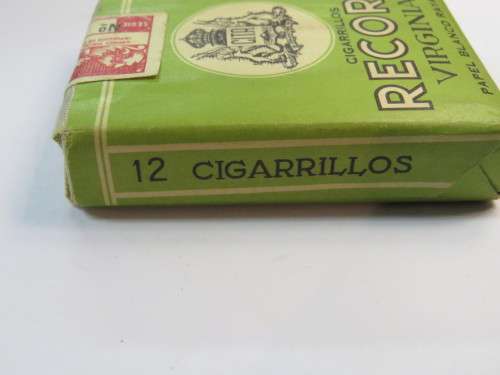 CIGARRILLOS
RECOR
VIRGINIA
PAPEL BLANCO
12 CIGARRILLOS